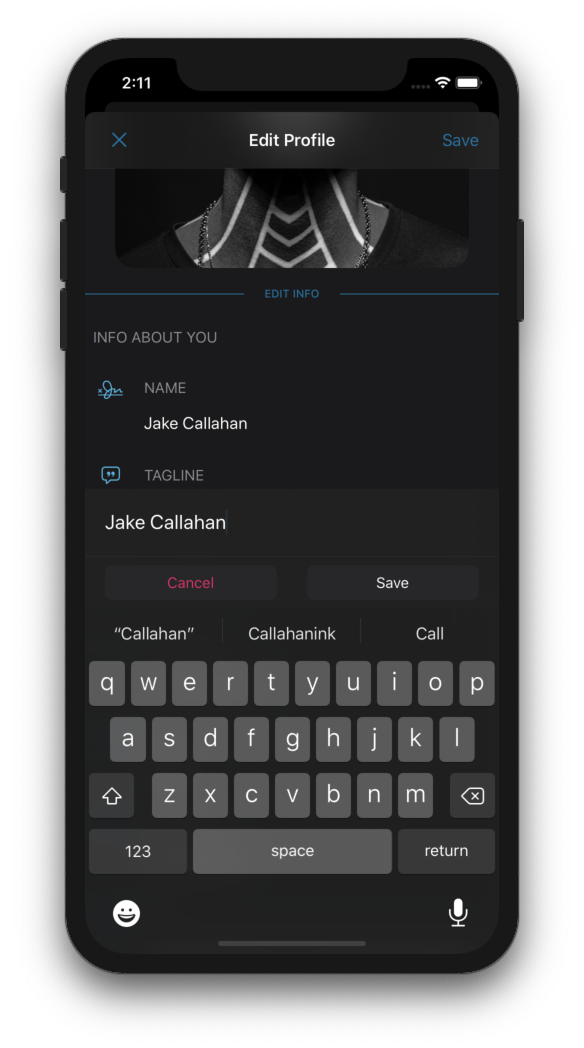 2:11
Edit Profile
Save
EDIT INFO
INFO ABOUT YOU
NAME
Jake Callahan
TAGLINE
Jake Callahan
Cancel
Save
“Callahan” Callahanink Call
q w e r t y u i o p
a s d f g h j k l
z x c v b n m
123 space return